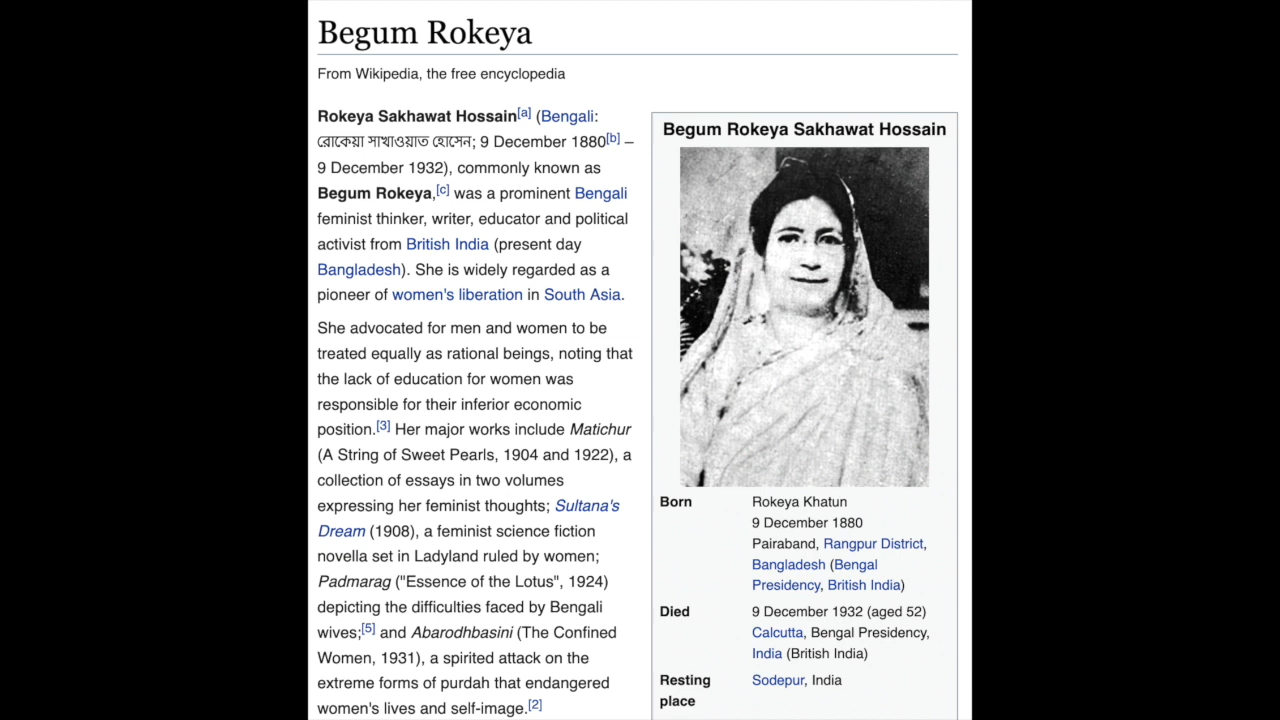 Begum Rokeya
From Wikipedia, the free encyclopedia
Rokeya Sakhawat Hossain[a] (Bengali:
রোকেয়া সাখাওয়াত হোসেন; 9 December 1880[b] –
9 December 1932), commonly known as
Begum Rokeya,[c] was a prominent Bengali
feminist thinker, writer, educator and political
activist from British India (present day
Bangladesh). She is widely regarded as a
pioneer of women's liberation in South Asia.
She advocated for men and women to be
treated equally as rational beings, noting that
the lack of education for women was
responsible for their inferior economic
position.[3] Her major works include Matichur
(A String of Sweet Pearls, 1904 and 1922), a
collection of essays in two volumes
expressing her feminist thoughts; Sultana's
Dream (1908), a feminist science fiction
novella set in Ladyland ruled by women;
Padmarag ("Essence of the Lotus", 1924)
depicting the difficulties faced by Bengali
wives;[5] and Abarodhbasini (The Confined
Women, 1931), a spirited attack on the
extreme forms of purdah that endangered
women's lives and self-image.[2]
Begum Rokeya Sakhawat Hossain
Born Rokeya Khatun
9 December 1880
Pairaband, Rangpur District,
Bangladesh (Bengal
Presidency, British India)
Died 9 December 1932 (aged 52)
Calcutta, Bengal Presidency,
India (British India)
Resting Sodepur, India
place